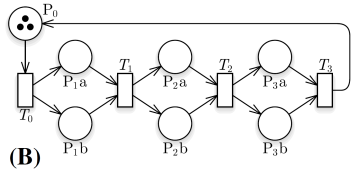 P₀
T₁ T₂ T₃
P₁a P₂a P₃a
T₀
P₁b P₂b P₃b
(B)